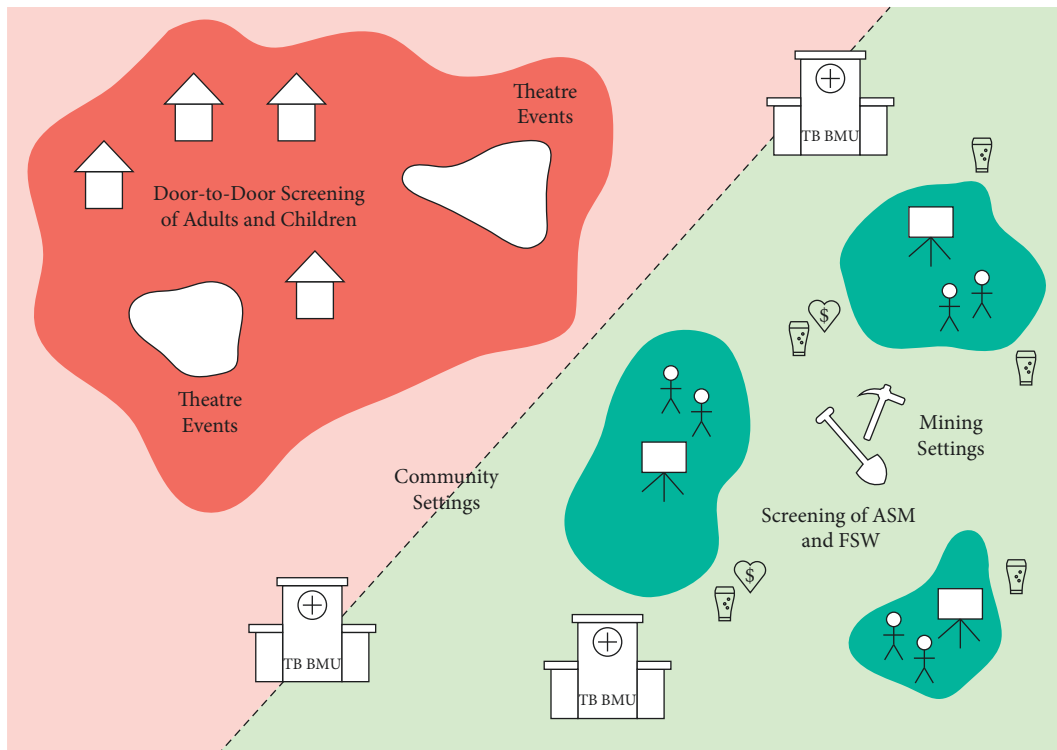 Theatre
Events
TB BMU
Door-to-Door Screening
of Adults and Children
$
Theatre
Events
Mining
Settings
Community
Settings
Screening of ASM
and FSW
$
TB BMU
TB BMU